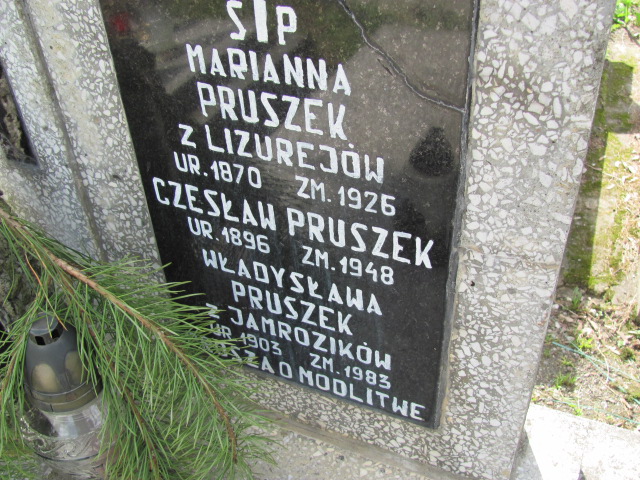 Ś P
MARIANNA
PRUSZEK
Z LIZUREJÓW
UR. 1870 ZM. 1926
CZESŁAW PRUSZEK
UR. 1896 ZM. 1948
WŁADYSŁAWA
PRUSZEK
Z JAMROZIKÓW
UR. 1903 ZM. 1983
O MODLITWE